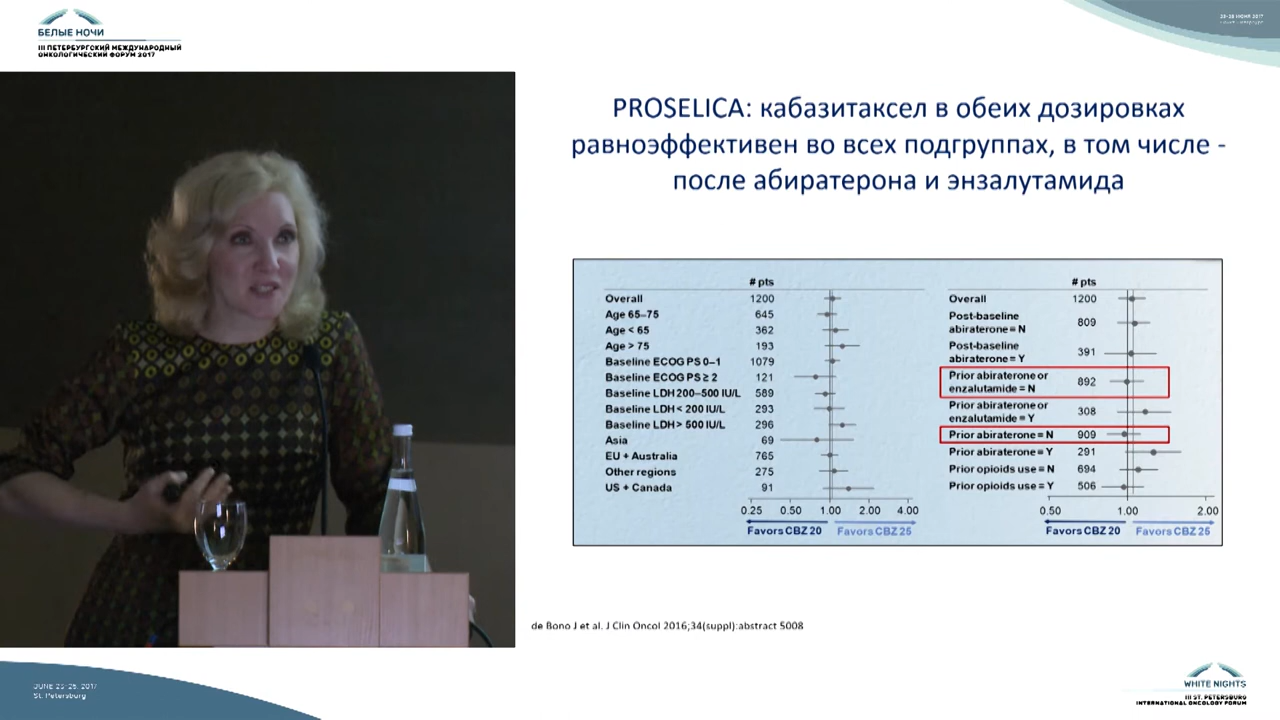 БЕЛЫЕ НОЧИ
III ПЕТЕРБУРГСКИЙ МЕЖДУНАРОДНЫЙ
ОНКОЛОГИЧЕСКИЙ ФОРУМ 2017
PROSELICA: кабазитаксел в обеих дозировках
равноэффективен во всех подгруппах, в том числе -
после абиратерона и энзалутамида
# pts
Overall 1200
Age 65–75 645
Age < 65 362
Age > 75 193
Baseline ECOG PS 0–1 1079
Baseline ECOG PS ≥ 2 121
Baseline LDH 200–500 IU/L 589
Baseline LDH < 200 IU/L 293
Baseline LDH > 500 IU/L 296
Asia 69
EU + Australia 765
Other regions 275
US + Canada 91
0.25 0.50 1.00 2.00 4.00
Favors CBZ 20 Favors CBZ 25
# pts
Overall 1200
Post-baseline
abiraterone = N 809
Post-baseline
abiraterone = Y 391
Prior abiraterone or
enzalutamide = N 892
Prior abiraterone or
enzalutamide = Y 308
Prior abiraterone = N 909
Prior abiraterone = Y 291
Prior opioids use = N 694
Prior opioids use = Y 506
0.50 1.00 2.00
Favors CBZ 20 Favors CBZ 25
de Bono J et al. J Clin Oncol 2016;34(suppl):abstract 5008
St. Petersburg
WHITE NIGHTS
III ST. PETERSBURG
INTERNATIONAL ONCOLOGY FORUM